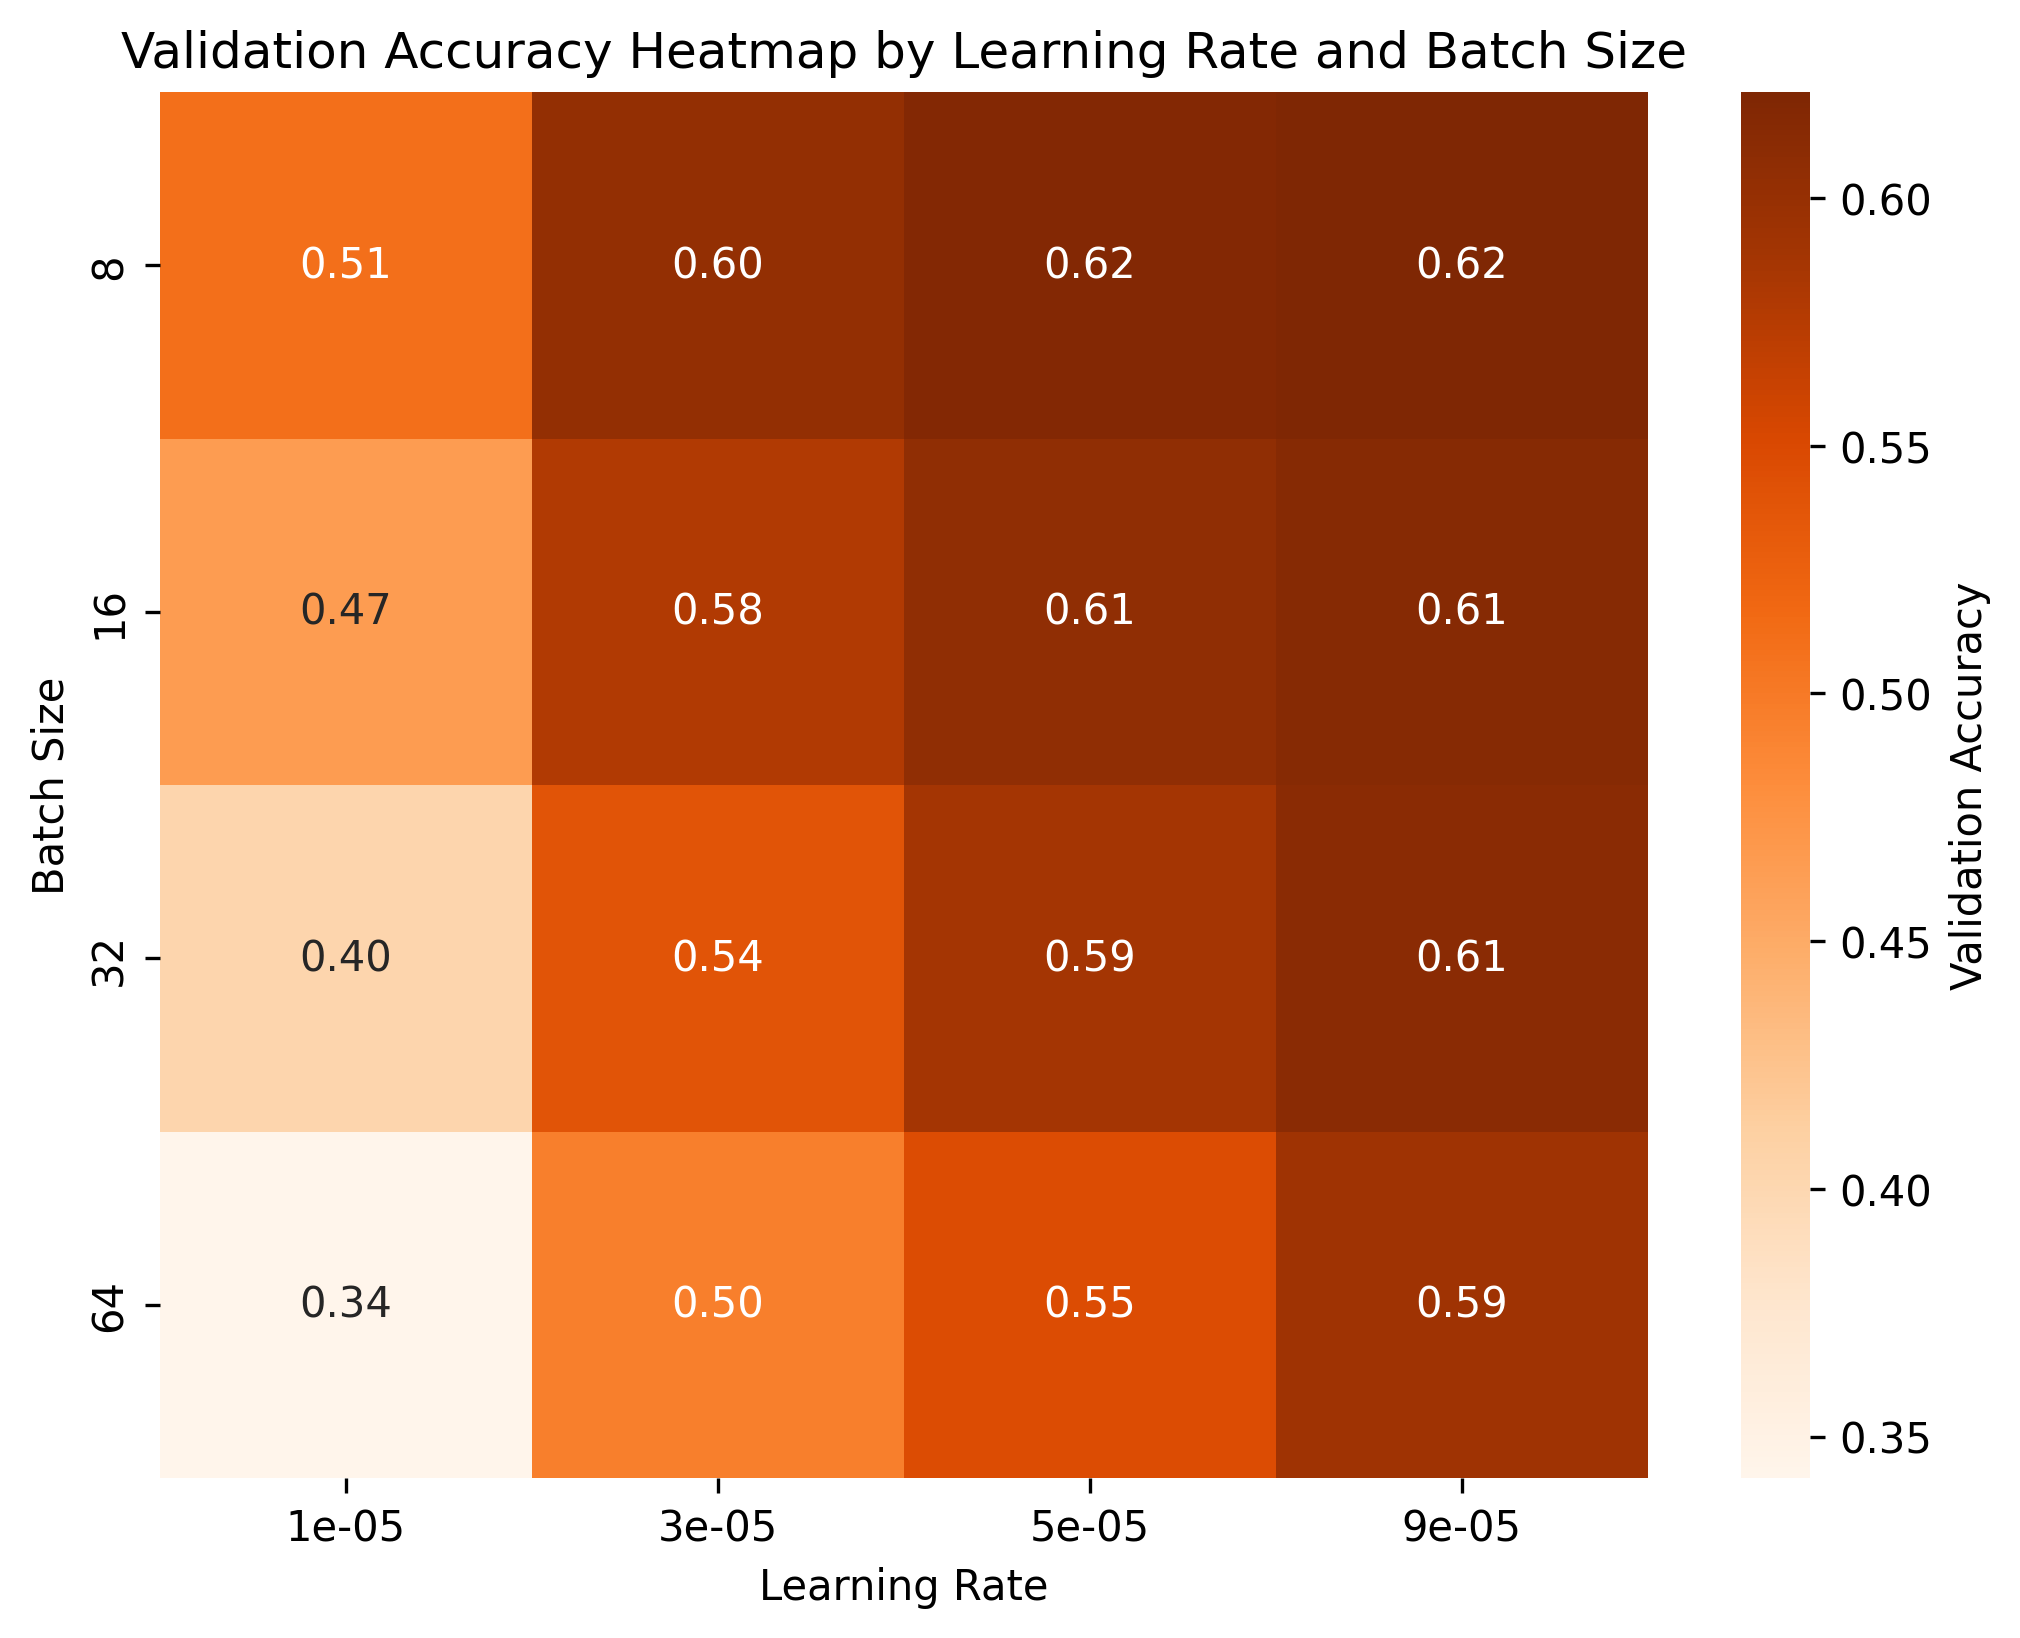 Validation Accuracy Heatmap by Learning Rate and Batch Size
8 0.51 0.60 0.62 0.62
16 0.47 0.58 0.61 0.61
32 0.40 0.54 0.59 0.61
64 0.34 0.50 0.55 0.59
Batch Size
1e-05 3e-05 5e-05 9e-05
Learning Rate
0.60
0.55
0.50
0.45
0.40
0.35
Validation Accuracy